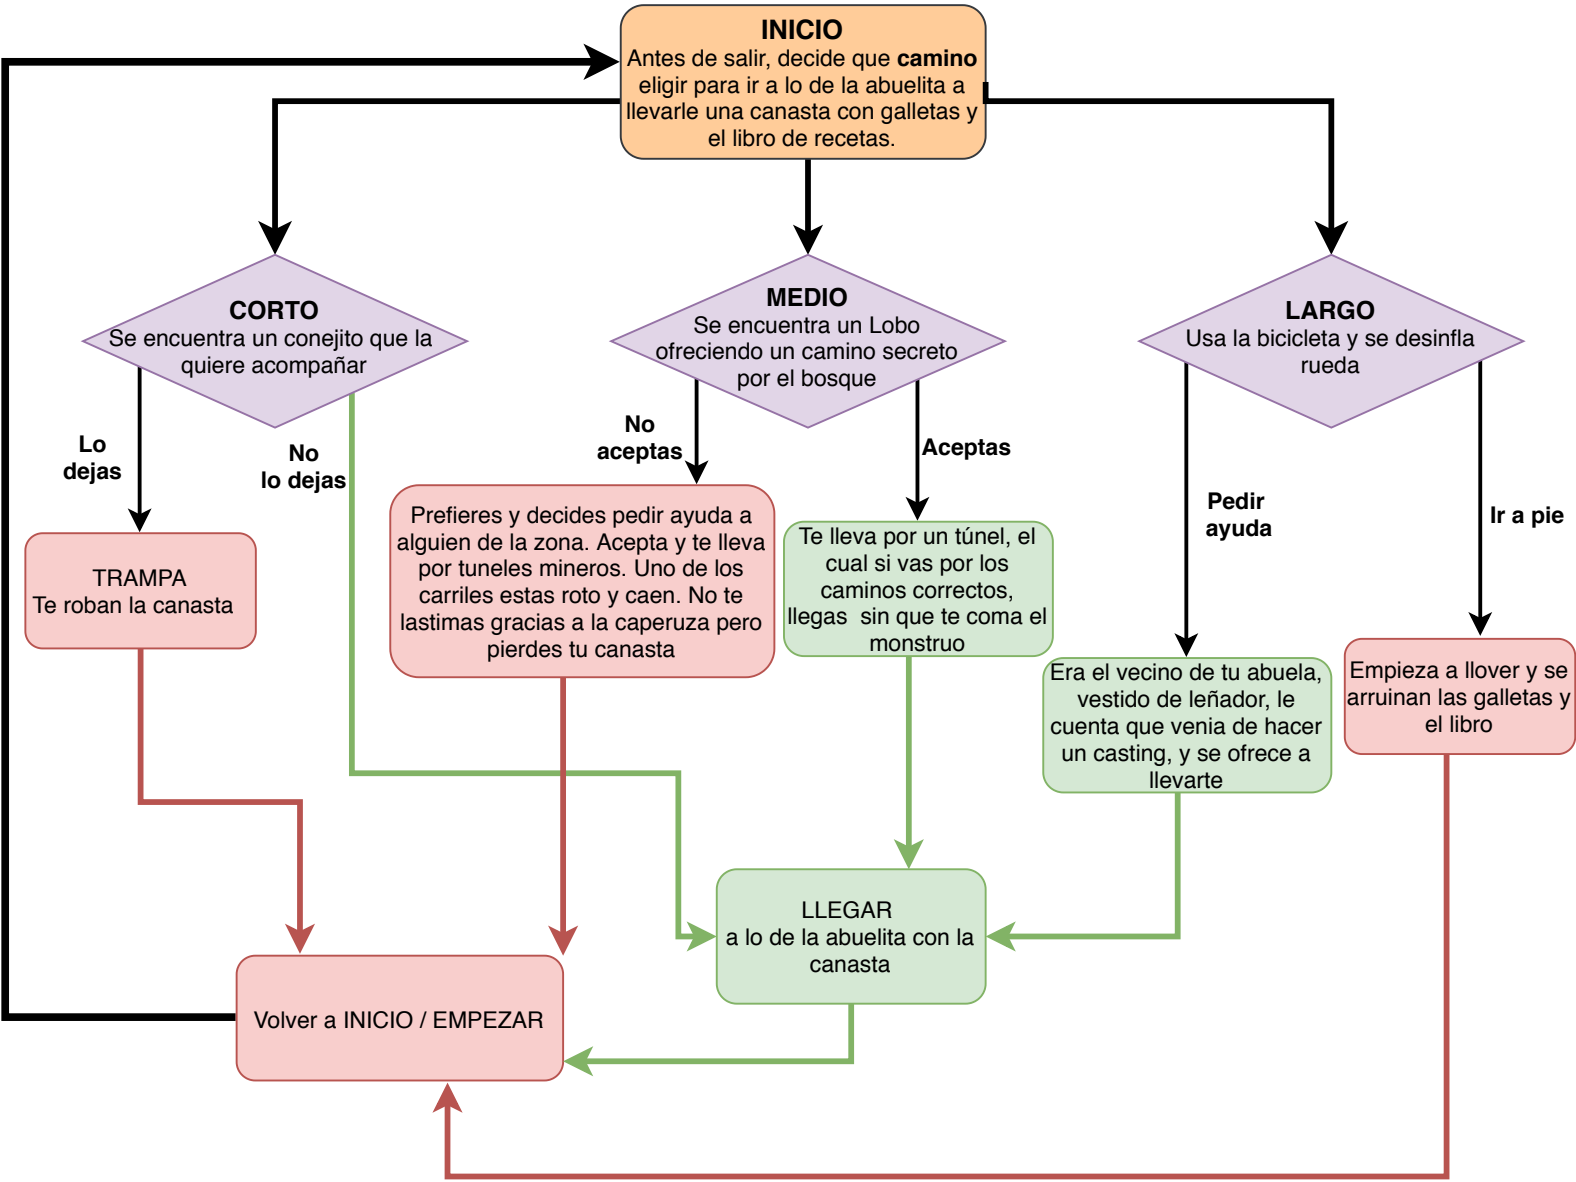 INICIO
Antes de salir, decide que camino
eligir para ir a lo de la abuelita a
llevarle una canasta con galletas y
el libro de recetas.
CORTO
Se encuentra un conejito que la
quiere acompañar
MEDIO
Se encuentra un Lobo
ofreciendo un camino secreto
por el bosque
LARGO
Usa la bicicleta y se desinfla
rueda
Lo
dejas
No
lo dejas
No
aceptas
Aceptas
Pedir
ayuda
Ir a pie
TRAMPA
Te roban la canasta
Prefieres y decides pedir ayuda a
alguien de la zona. Acepta y te lleva
por tuneles mineros. Uno de los
carriles estas roto y caen. No te
lastimas gracias a la caperuza pero
pierdes tu canasta
Te lleva por un túnel, el
cual si vas por los
caminos correctos,
llegas  sin que te coma el
monstruo
Era el vecino de tu abuela,
vestido de leñador, le
cuenta que venia de hacer
un casting, y se ofrece a
llevarte
Empieza a llover y se
arruinan las galletas y
el libro
LLEGAR
a lo de la abuelita con la
canasta
Volver a INICIO / EMPEZAR